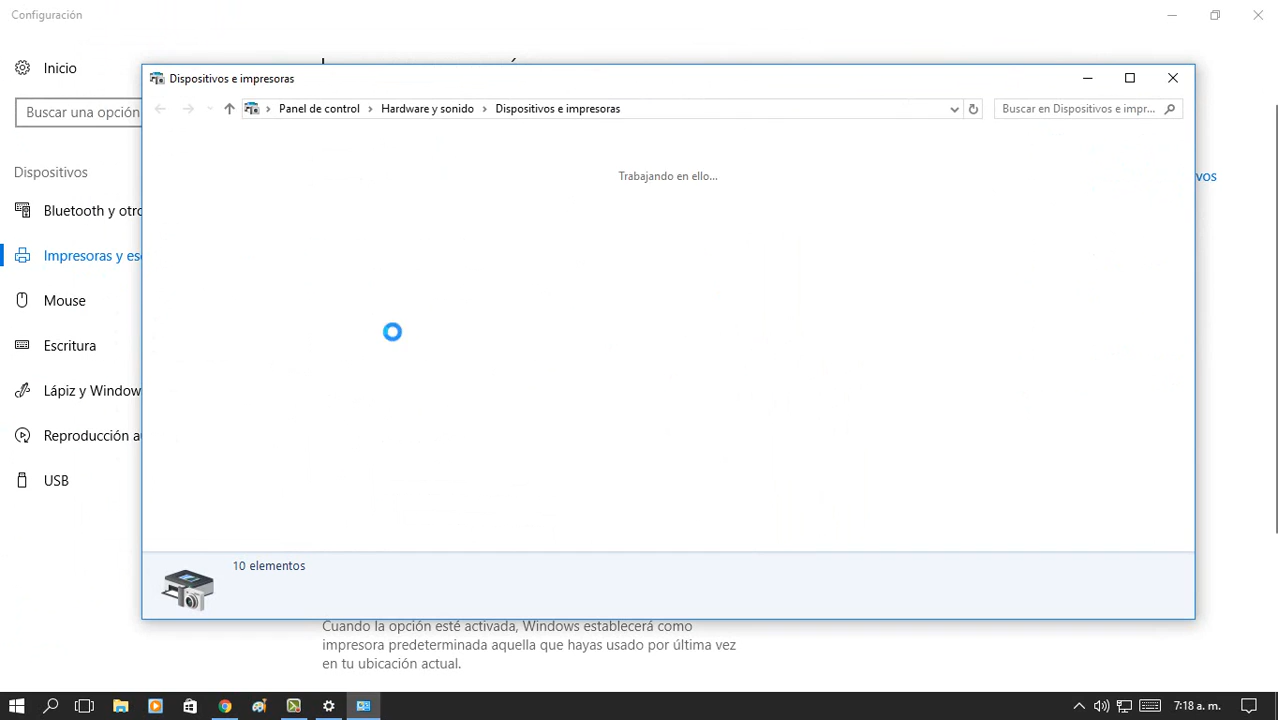 Configuración
Inicio
Buscar una opción
Dispositivos
Bluetooth y otro
Impresoras y es
Mouse
Escritura
Lápiz y Window
Reproducción a
USB
Dispositivos e impresoras
Panel de control
Hardware y sonido
Dispositivos e impresoras
Buscar en Dispositivos e impr...
Trabajando en ello...
vos
10 elementos
Cuando la opción esté activada, Windows establecerá como
impresora predeterminada aquella que hayas usado por última vez
en tu ubicación actual.
7:18 a. m.